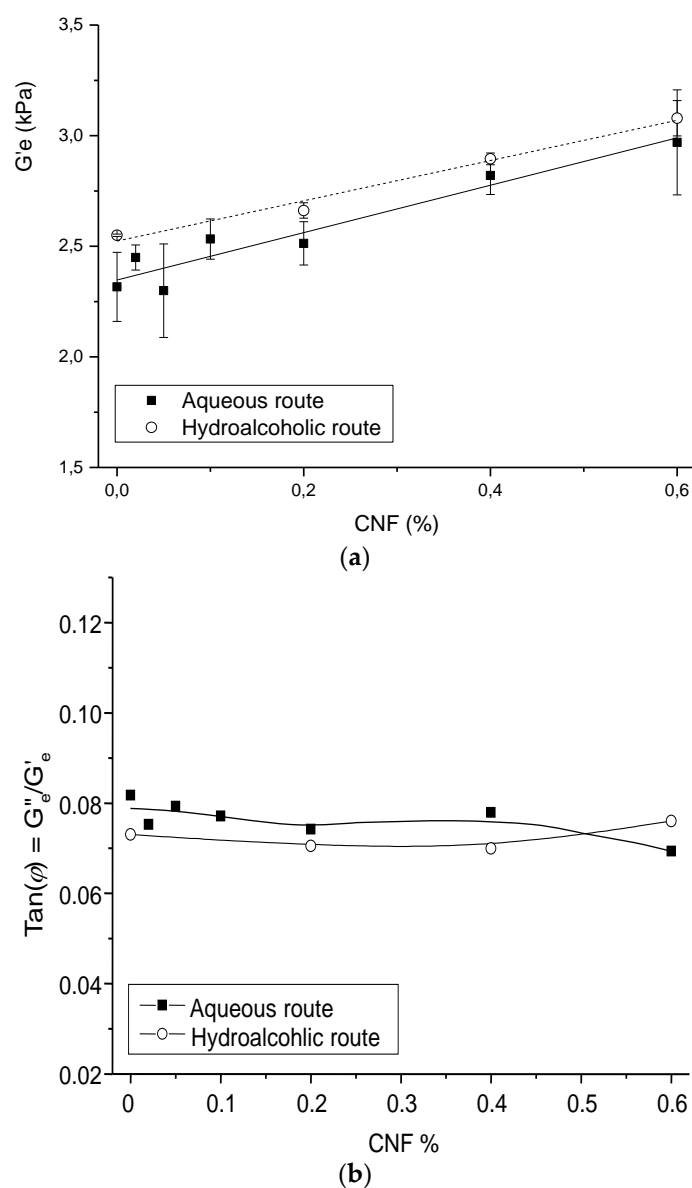 3,5
3,0
2,5
2,0
1,5
G'e (kPa)
Aqueous route
Hydroalcoholic route
0,0 0,2 0,4 0,6
CNF (%)
(a)
0.12
0.10
0.08
0.06
0.04
0.02
Tan(φ) = G"e/G'e
Aqueous route
Hydroalcohlic route
0 0.1 0.2 0.3 0.4 0.5 0.6
CNF %
(b)